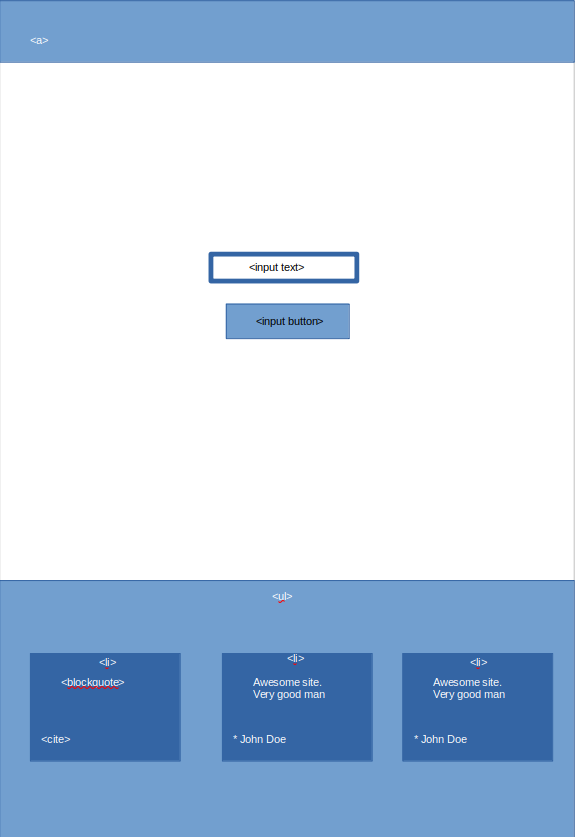 <a>
<input text>
<input button>
<ul>
<li>
<blockquote>
<cite>
<li>
Awesome site.
Very good man
* John Doe
<li>
Awesome site.
Very good man
* John Doe